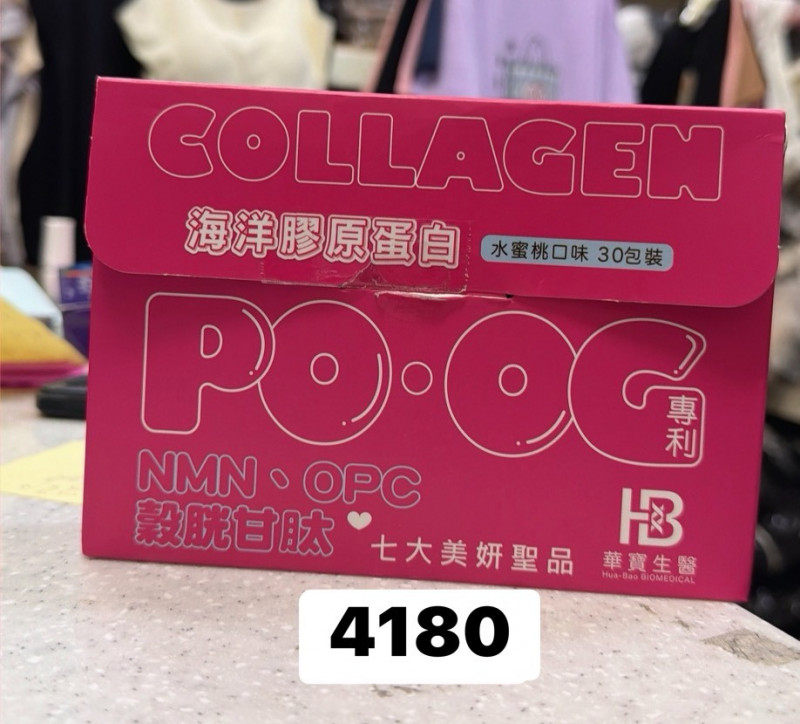 COLLAGEN
海洋膠原蛋白
水蜜桃口味 30包裝
PO·OG
專利
NMN、OPC
穀胱甘肽
七大美妍聖品
HB
華寶生醫
Hua-Bao BIOMEDICAL
4180